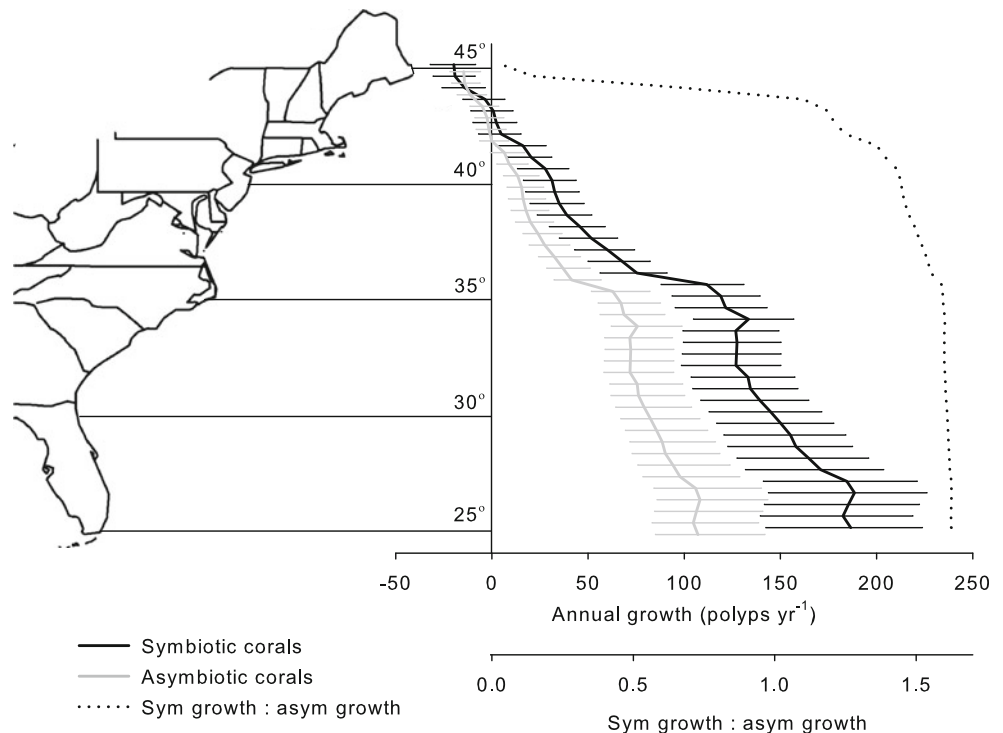 45°
40°
35°
30°
25°
-50 0 50 100 150 200 250
Annual growth (polyps yr⁻¹)
Symbiotic corals
Asymbiotic corals
Sym growth : asym growth
0.0 0.5 1.0 1.5
Sym growth : asym growth